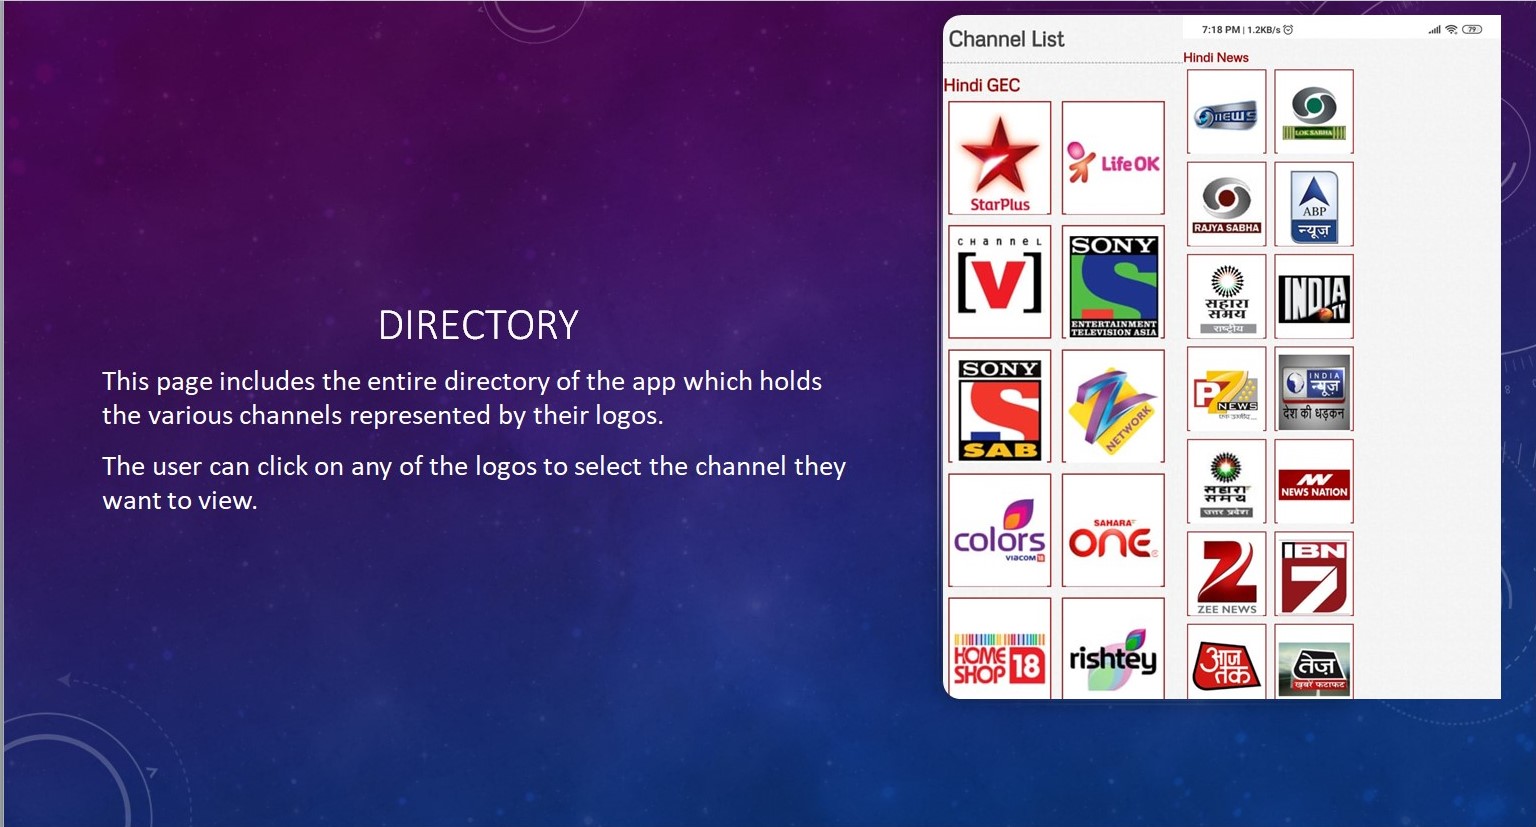 DIRECTORY
This page includes the entire directory of the app which holds
the various channels represented by their logos.
The user can click on any of the logos to select the channel they
want to view.
Channel List
Hindi GEC
StarPlus
Life OK
CHANNEL
[V]
SONY
S
ENTERTAINMENT
TELEVISION ASIA
SONY
S
SAB
Z
NETWORK
colors
VIACOM 18
SAHARA
ONE
HOME
SHOP 18
rishtey
7:18 PM | 1.2KB/s
79
Hindi News
NEWS
LOK SABHA
RAJYA SABHA
ABP
न्यूज़
सहारा
समय
राष्ट्रीय
INDIA
TV
P7
NEWS
INDIA
न्यूज़
देश की धड़कन
सहारा
समय
उत्तर प्रदेश
NEWS NATION
Z
ZEE NEWS
IBN
7
आज
तक
तेज़
ख़बरें फटाफट